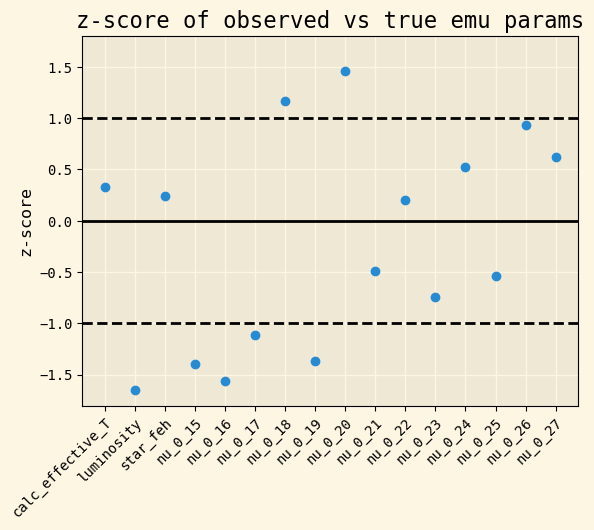 z-score of observed vs true emu params
z-score
1.5
1.0
0.5
0.0
−0.5
−1.0
−1.5
calc_effective_T
luminosity
star_feh
nu_0_15
nu_0_16
nu_0_17
nu_0_18
nu_0_19
nu_0_20
nu_0_21
nu_0_22
nu_0_23
nu_0_24
nu_0_25
nu_0_26
nu_0_27